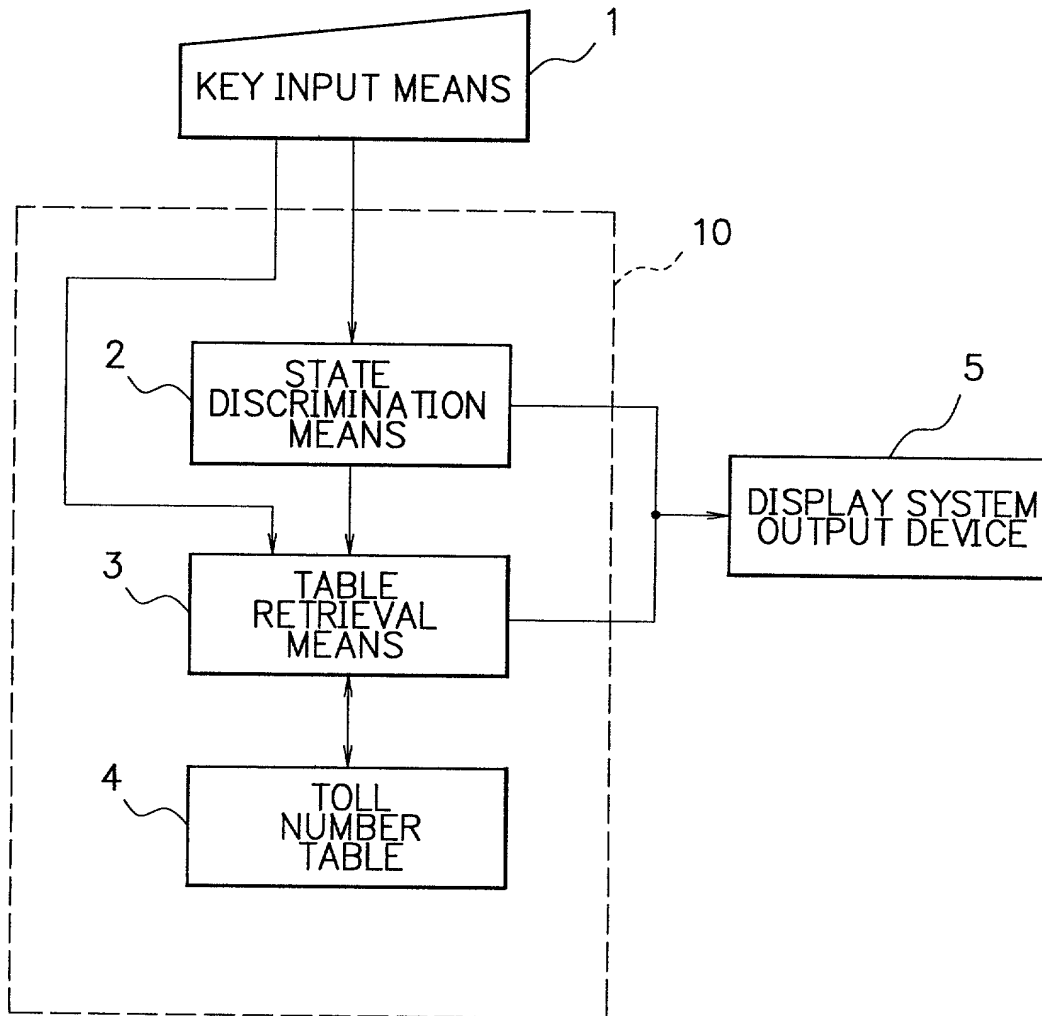 1
KEY INPUT MEANS
10
2
STATE
DISCRIMINATION
MEANS
5
DISPLAY SYSTEM
OUTPUT DEVICE
3
TABLE
RETRIEVAL
MEANS
4
TOLL
NUMBER
TABLE